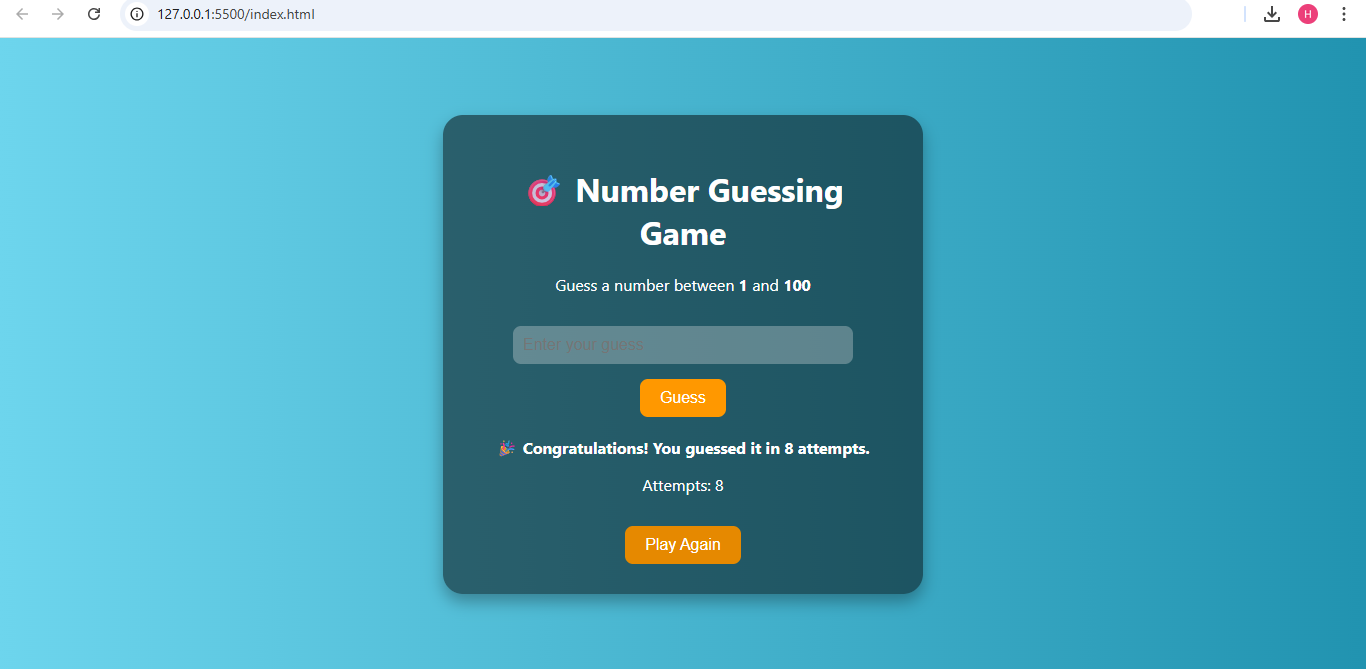 127.0.0.1:5500/index.html
H
🎯 Number Guessing
Game
Guess a number between 1 and 100
Enter your guess
Guess
🎉 Congratulations! You guessed it in 8 attempts.
Attempts: 8
Play Again